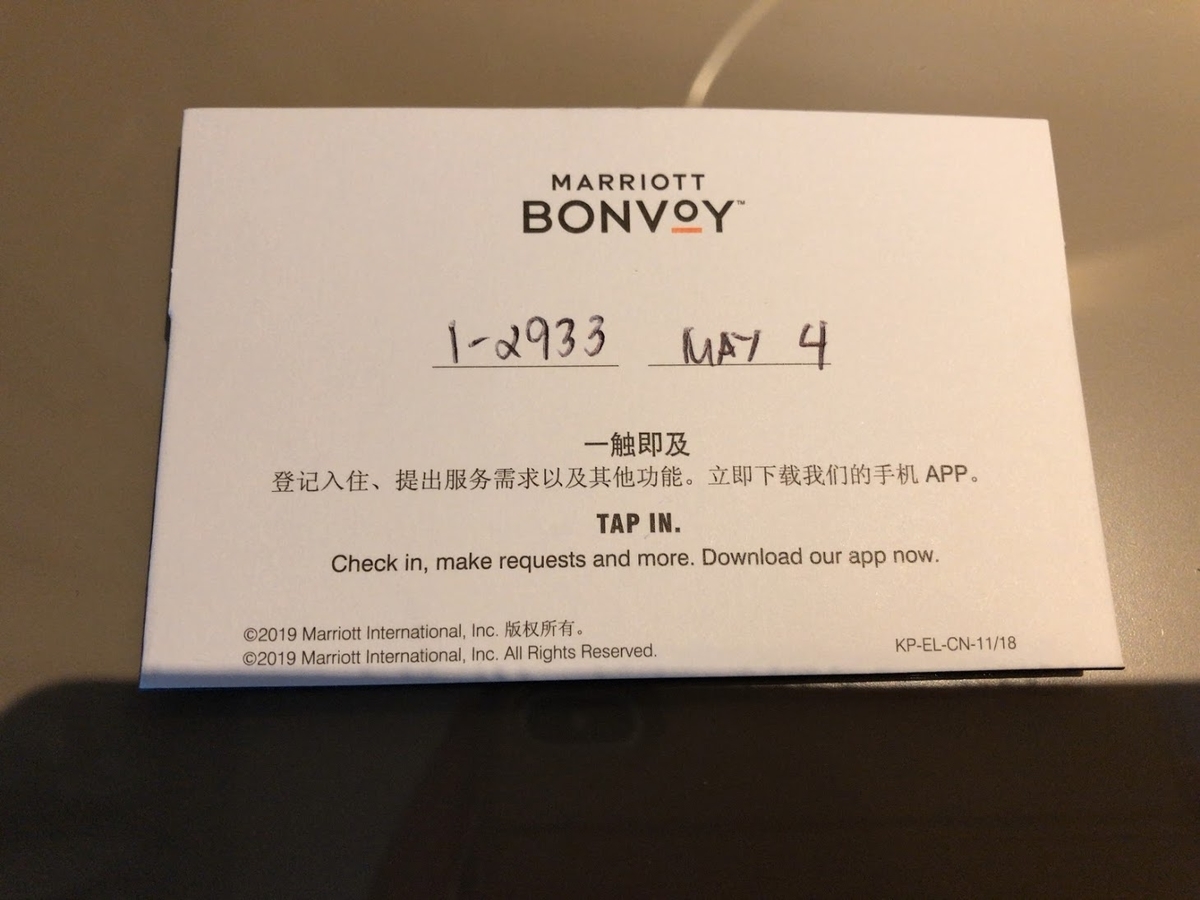 MARRIOTT
BONVOY™
1-2933 MAY 4
一触即及
登记入住、提出服务需求以及其他功能。立即下载我们的手机 APP。
TAP IN.
Check in, make requests and more. Download our app now.
©2019 Marriott International, Inc. 版权所有。
©2019 Marriott International, Inc. All Rights Reserved.
KP-EL-CN-11/18